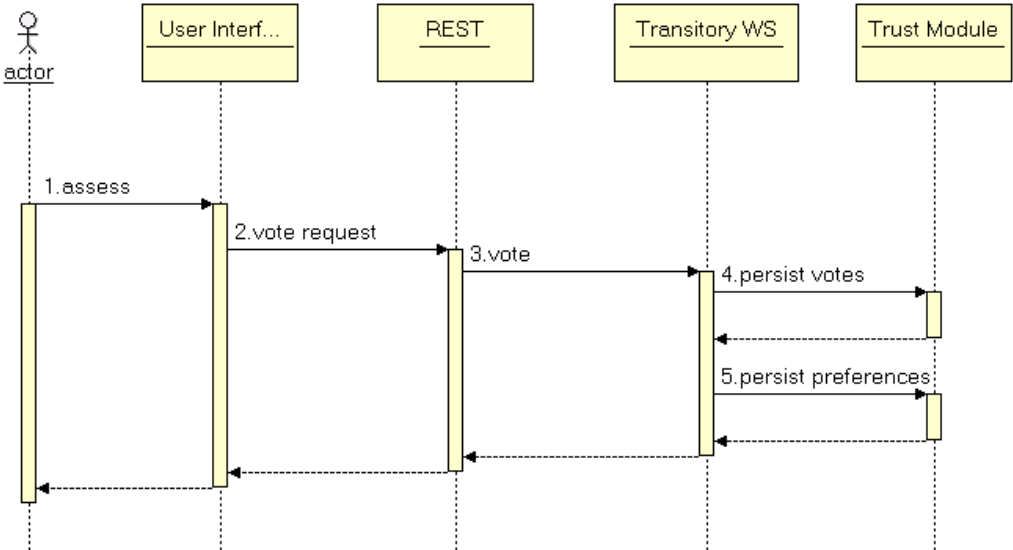 User Interf...
REST
Transitory WS
Trust Module
actor
1.assess
2.vote request
3.vote
4.persist votes
5.persist preferences